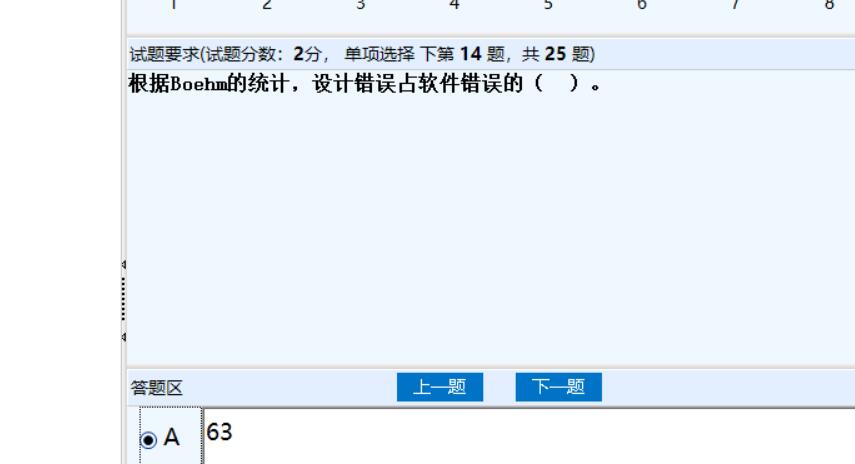 1 2 3 4 5 6 7 8
试题要求(试题分数：2分， 单项选择 下第 14 题，共 25 题)
根据Boehm的统计，设计错误占软件错误的（ ）。
答题区 上一题 下一题
A 63